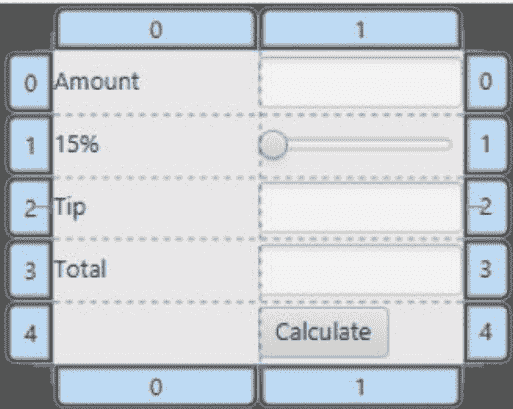 0 1
0 Amount 0
1 15% 1
2 Tip 2
3 Total 3
4 Calculate 4
0 1